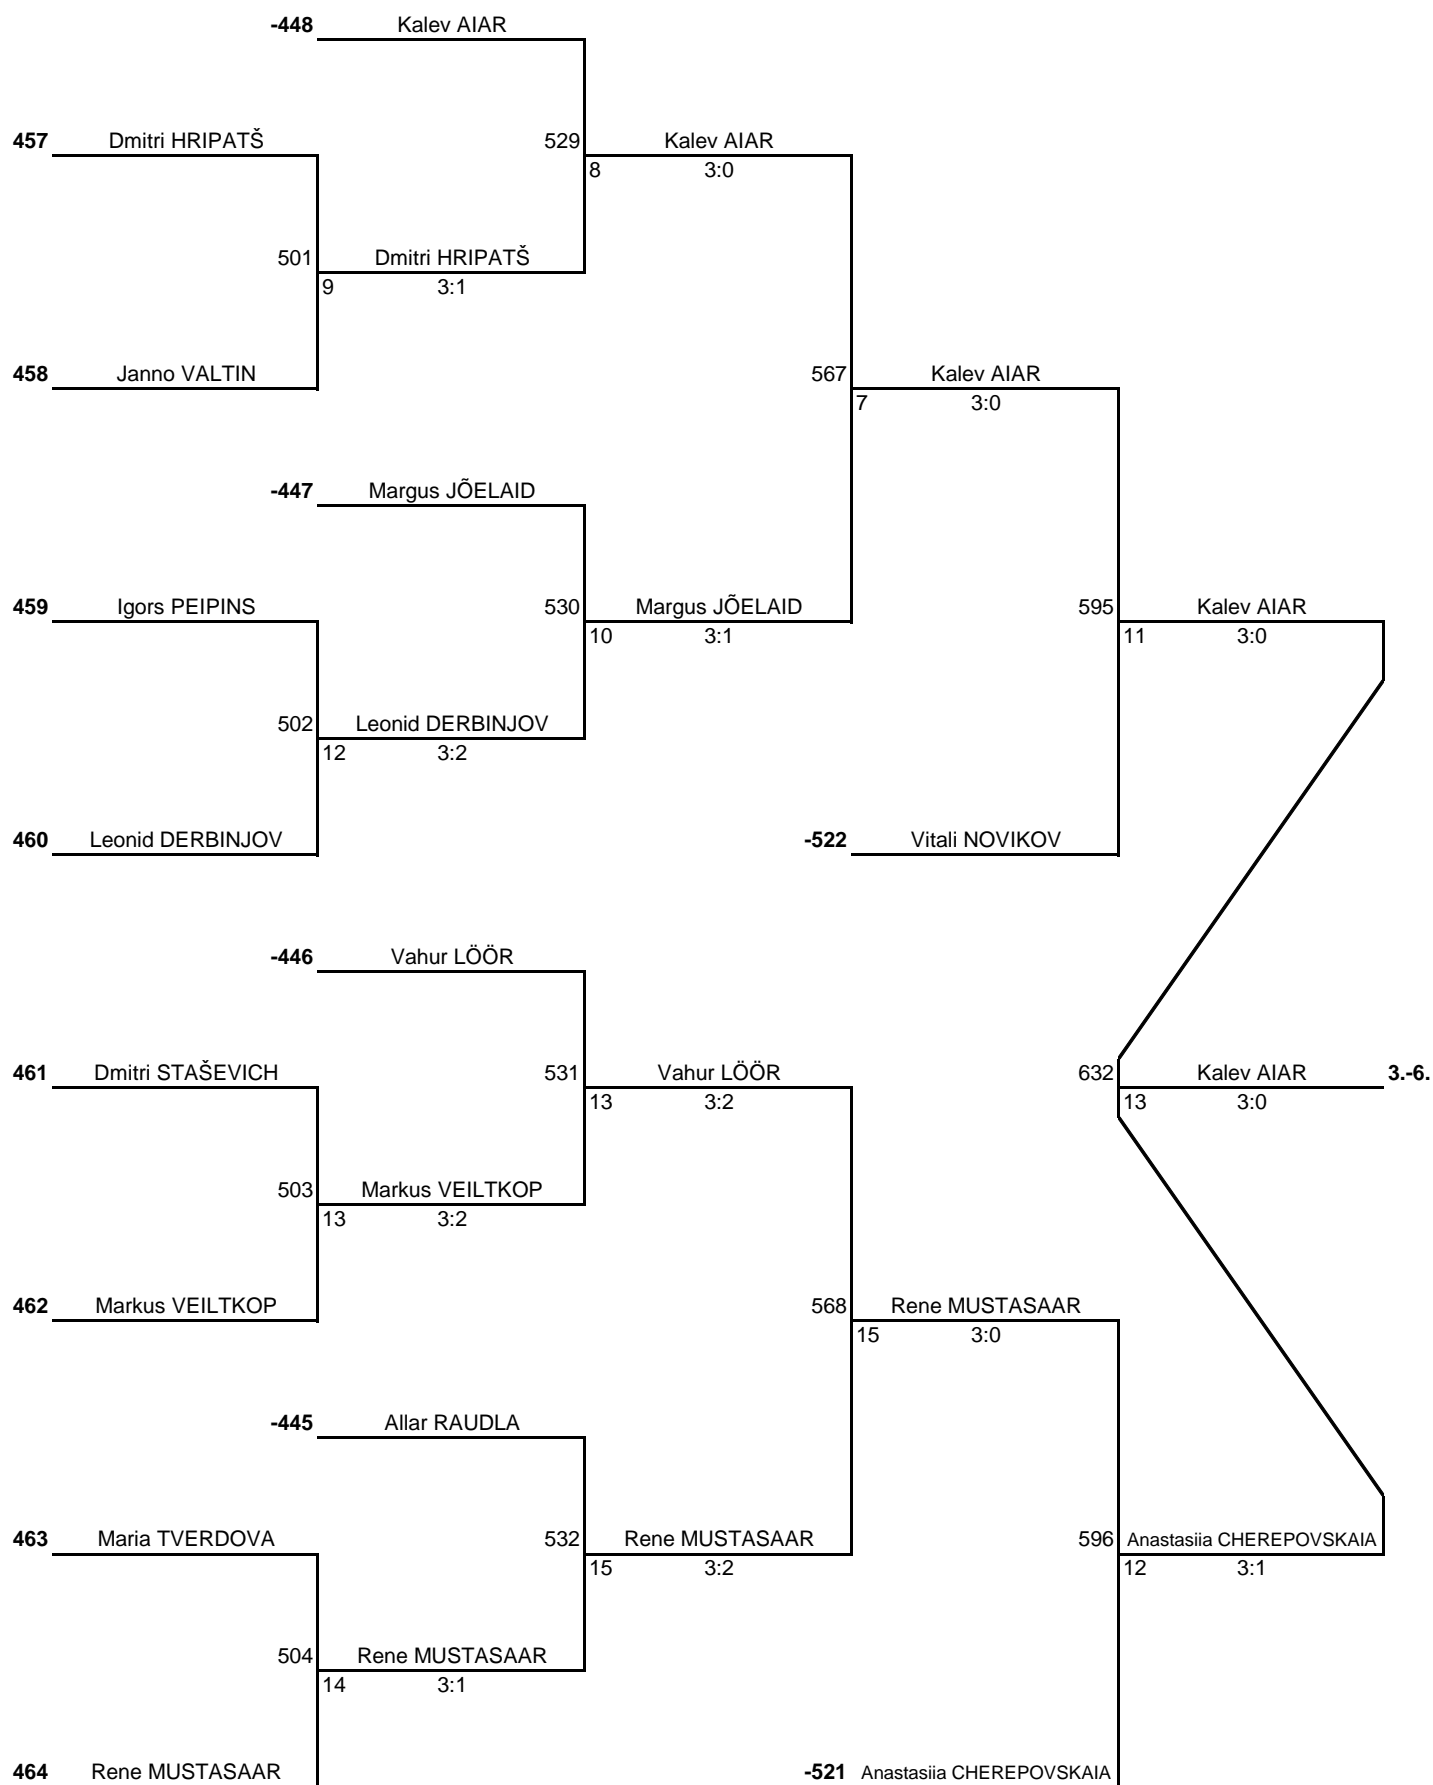 -448 Kalev AIAR
457 Dmitri HRIPATŠ 529 Kalev AIAR
8 3:0
501 Dmitri HRIPATŠ
9 3:1
458 Janno VALTIN 567 Kalev AIAR
7 3:0
-447 Margus JÕELAID
459 Igors PEIPINS 530 Margus JÕELAID 595 Kalev AIAR
10 3:1 11 3:0
502 Leonid DERBINJOV
12 3:2
460 Leonid DERBINJOV -522 Vitali NOVIKOV
-446 Vahur LÖÖR
461 Dmitri STAŠEVICH 531 Vahur LÖÖR 632 Kalev AIAR 3.-6.
13 3:2 13 3:0
503 Markus VEILTKOP
13 3:2
462 Markus VEILTKOP 568 Rene MUSTASAAR
15 3:0
-445 Allar RAUDLA
463 Maria TVERDOVA 532 Rene MUSTASAAR 596 Anastasiia CHEREPOVSKAIA
15 3:2 12 3:1
504 Rene MUSTASAAR
14 3:1
464 Rene MUSTASAAR -521 Anastasiia CHEREPOVSKAIA